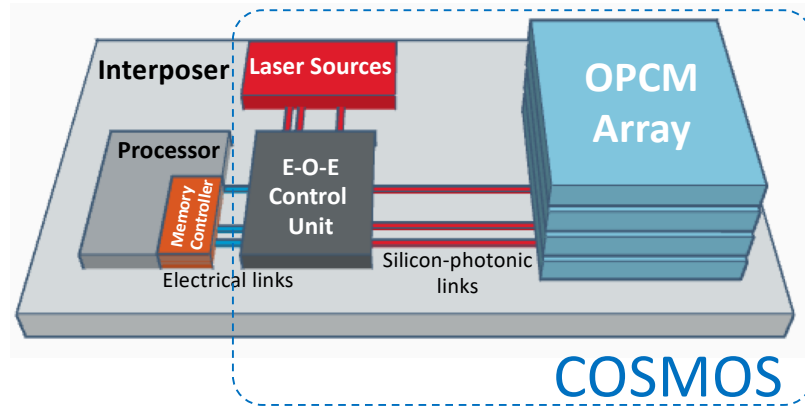 Interposer
Laser Sources
OPCM
Array
Processor
E-O-E
Control
Unit
Memory
Controller
Electrical links
Silicon-photonic
links
COSMOS